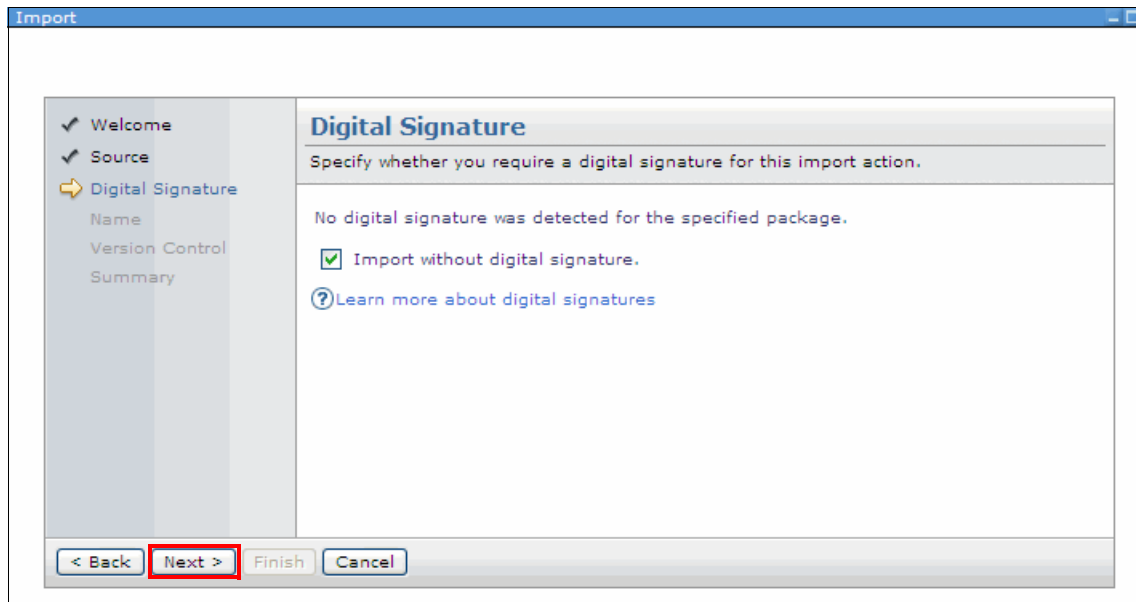 Import
Welcome
Source
Digital Signature
Name
Version Control
Summary
Digital Signature
Specify whether you require a digital signature for this import action.
No digital signature was detected for the specified package.
Import without digital signature.
?Learn more about digital signatures
< Back Next > Finish Cancel